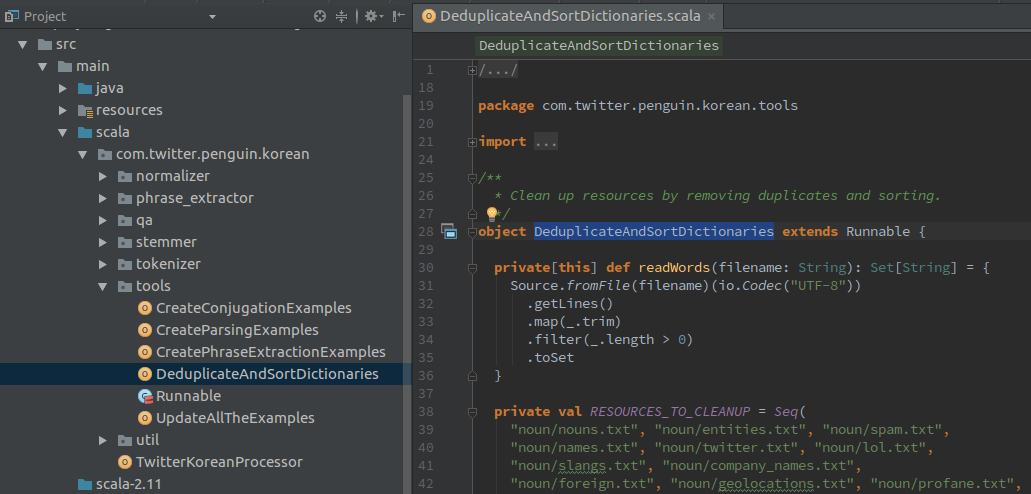 Project
src
main
java
resources
scala
com.twitter.penguin.korean
normalizer
phrase_extractor
qa
stemmer
tokenizer
tools
CreateConjugationExamples
CreateParsingExamples
CreatePhraseExtractionExamples
DeduplicateAndSortDictionaries
Runnable
UpdateAllTheExamples
util
TwitterKoreanProcessor
scala-2.11
DeduplicateAndSortDictionaries.scala
DeduplicateAndSortDictionaries
1 /.../
18
19 package com.twitter.penguin.korean.tools
20
21 import ...
24
25 /**
26 * Clean up resources by removing duplicates and sorting.
27 */
28 object DeduplicateAndSortDictionaries extends Runnable {
29
30 private[this] def readWords(filename: String): Set[String] = {
31 Source.fromFile(filename)(io.Codec("UTF-8"))
32 .getLines()
33 .map(_.trim)
34 .filter(_.length > 0)
35 .toSet
36 }
37
38 private val RESOURCES_TO_CLEANUP = Seq(
39 "noun/nouns.txt", "noun/entities.txt", "noun/spam.txt",
40 "noun/names.txt", "noun/twitter.txt", "noun/lol.txt",
41 "noun/slangs.txt", "noun/company_names.txt",
42 "noun/foreign.txt", "noun/geolocations.txt", "noun/profane.txt",